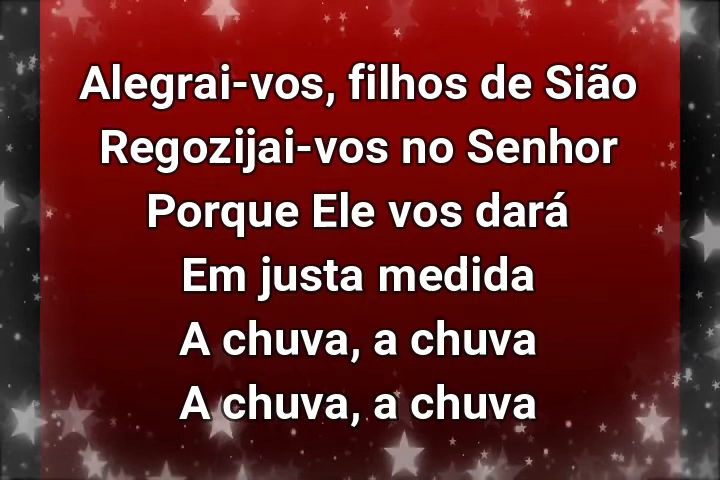 Alegrai-vos, filhos de Sião
Regozijai-vos no Senhor
Porque Ele vos dará
Em justa medida
A chuva, a chuva
A chuva, a chuva